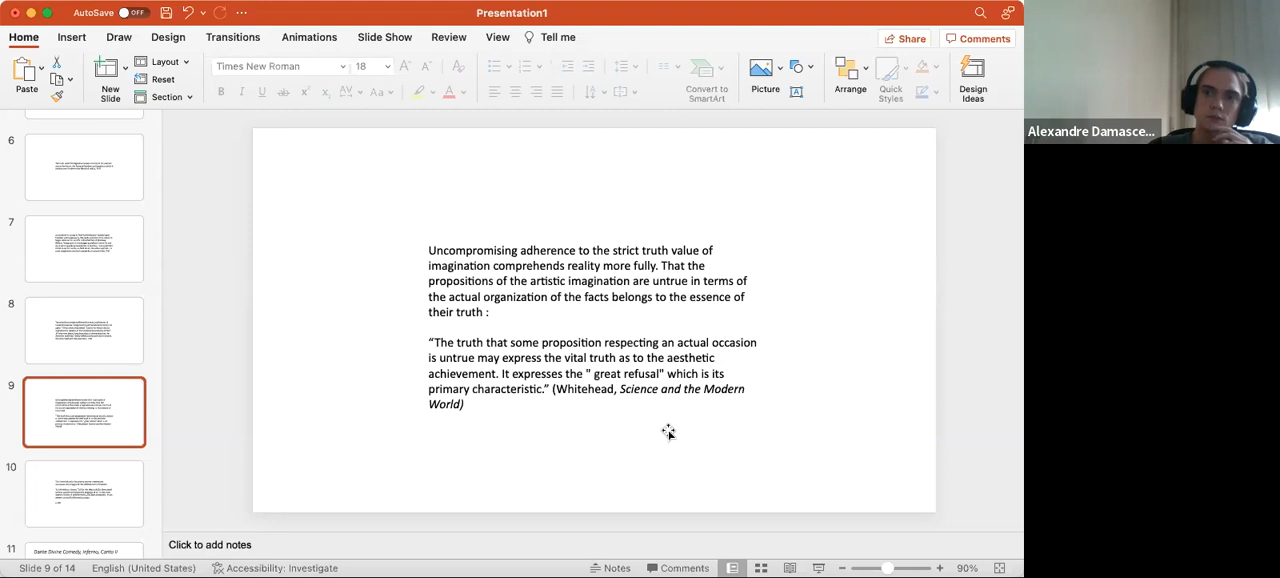 AutoSave OFF
Presentation1
Home Insert Draw Design Transitions Animations Slide Show Review View Tell me
Share Comments
Paste
New Slide
Layout
Reset
Section
Times New Roman 18
Convert to SmartArt
Picture
Arrange
Quick Styles
Design Ideas
Alexandre Damasce...
6
7
8
9
10
11
Dante Divine Comedy, Inferno, Canto II
Uncompromising adherence to the strict truth value of
imagination comprehends reality more fully. That the
propositions of the artistic imagination are untrue in terms of
the actual organization of the facts belongs to the essence of
their truth :
“The truth that some proposition respecting an actual occasion
is untrue may express the vital truth as to the aesthetic
achievement. It expresses the " great refusal" which is its
primary characteristic.” (Whitehead, Science and the Modern
World)
Click to add notes
Slide 9 of 14 English (United States) Accessibility: Investigate Notes Comments 90%